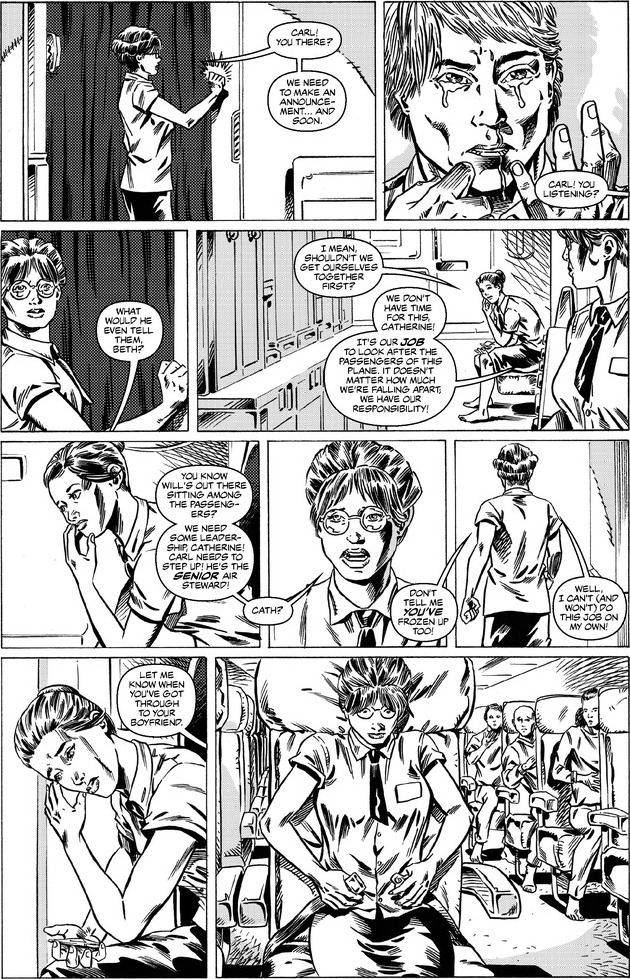 CARL!
YOU THERE?
WE NEED
TO MAKE AN
ANNOUNCE-
MENT... AND
SOON.
CARL! YOU
LISTENING?
WHAT
WOULD HE
EVEN TELL
THEM,
BETH?
I MEAN,
SHOULDN'T WE
GET OURSELVES
TOGETHER
FIRST?
WE DON'T
HAVE TIME
FOR THIS,
CATHERINE!
IT'S OUR JOB
TO LOOK AFTER THE
PASSENGERS OF THIS
PLANE. IT DOESN'T
MATTER HOW MUCH
WE'RE FALLING APART,
WE HAVE OUR
RESPONSIBILITY!
YOU KNOW
WILL'S OUT THERE
SITTING AMONG
THE PASSENG-
ERS?
WE NEED
SOME LEADER-
SHIP, CATHERINE!
CARL NEEDS TO
STEP UP! HE'S THE
SENIOR AIR
STEWARD!
CATH?
DON'T
TELL ME
YOU'VE
FROZEN UP
TOO!
WELL,
I CAN'T (AND
WON'T) DO
THIS JOB ON
MY OWN!
LET ME
KNOW WHEN
YOU'VE GOT
THROUGH
TO YOUR
BOYFRIEND.